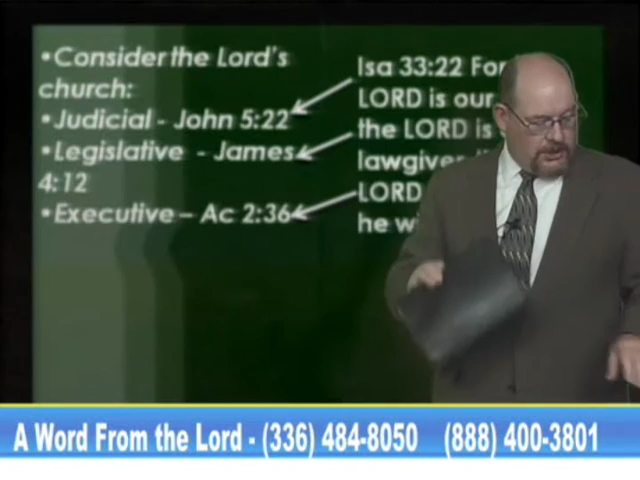 •Consider the Lord's
church:
•Judicial - John 5:22
•Legislative - James
4:12
•Executive – Ac 2:36
Isa 33:22 For
LORD is our
the LORD is
lawgiver
LORD
he
A Word From the Lord - (336) 484-8050 (888) 400-3801